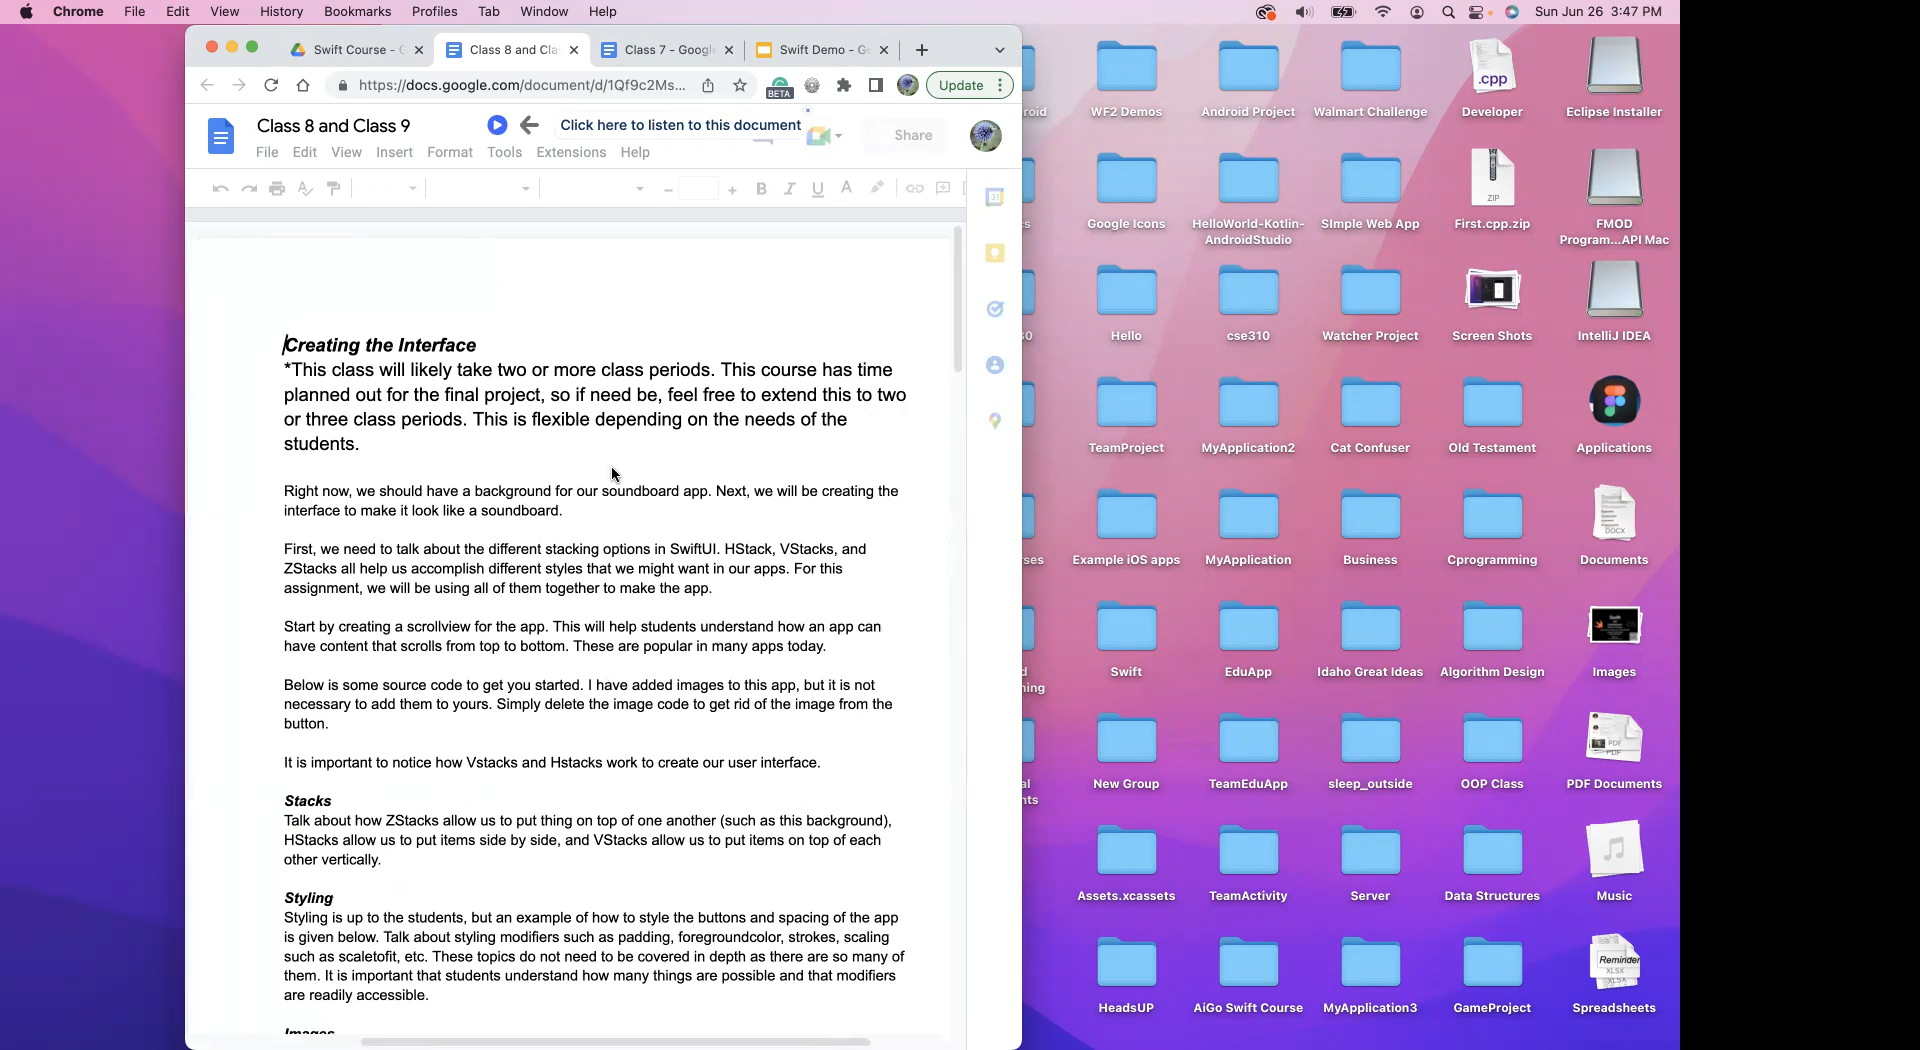 Chrome File Edit View History Bookmarks Profiles Tab Window Help Sun Jun 26 3:47 PM
Swift Course - G Class 8 and Cla Class 7 - Google Swift Demo - Go
https://docs.google.com/document/d/1Qf9c2Ms... BETA Update
Class 8 and Class 9 Click here to listen to this document Share
File Edit View Insert Format Tools Extensions Help
Creating the Interface
*This class will likely take two or more class periods. This course has time
planned out for the final project, so if need be, feel free to extend this to two
or three class periods. This is flexible depending on the needs of the
students.
Right now, we should have a background for our soundboard app. Next, we will be creating the
interface to make it look like a soundboard.
First, we need to talk about the different stacking options in SwiftUI. HStack, VStacks, and
ZStacks all help us accomplish different styles that we might want in our apps. For this
assignment, we will be using all of them together to make the app.
Start by creating a scrollview for the app. This will help students understand how an app can
have content that scrolls from top to bottom. These are popular in many apps today.
Below is some source code to get you started. I have added images to this app, but it is not
necessary to add them to yours. Simply delete the image code to get rid of the image from the
button.
It is important to notice how Vstacks and Hstacks work to create our user interface.
Stacks
Talk about how ZStacks allow us to put thing on top of one another (such as this background),
HStacks allow us to put items side by side, and VStacks allow us to put items on top of each
other vertically.
Styling
Styling is up to the students, but an example of how to style the buttons and spacing of the app
is given below. Talk about styling modifiers such as padding, foregroundcolor, strokes, scaling
such as scaletofit, etc. These topics do not need to be covered in depth as there are so many of
them. It is important that students understand how many things are possible and that modifiers
are readily accessible.
Images
.cpp
roid WF2 Demos Android Project Walmart Challenge Developer Eclipse Installer
ZIP
cs Google Icons HelloWorld-Kotlin-AndroidStudio SImple Web App First.cpp.zip FMOD Program...API Mac
Hello cse310 Watcher Project Screen Shots IntelliJ IDEA
TeamProject MyApplication2 Cat Confuser Old Testament Applications
DOCX
Example iOS apps MyApplication Business Cprogramming Documents
Swift EduApp Idaho Great Ideas Algorithm Design Images
PDF
PDF
New Group TeamEduApp sleep_outside OOP Class PDF Documents
Assets.xcassets TeamActivity Server Data Structures Music
Reminder
XLSX
XLSX
HeadsUP AiGo Swift Course MyApplication3 GameProject Spreadsheets